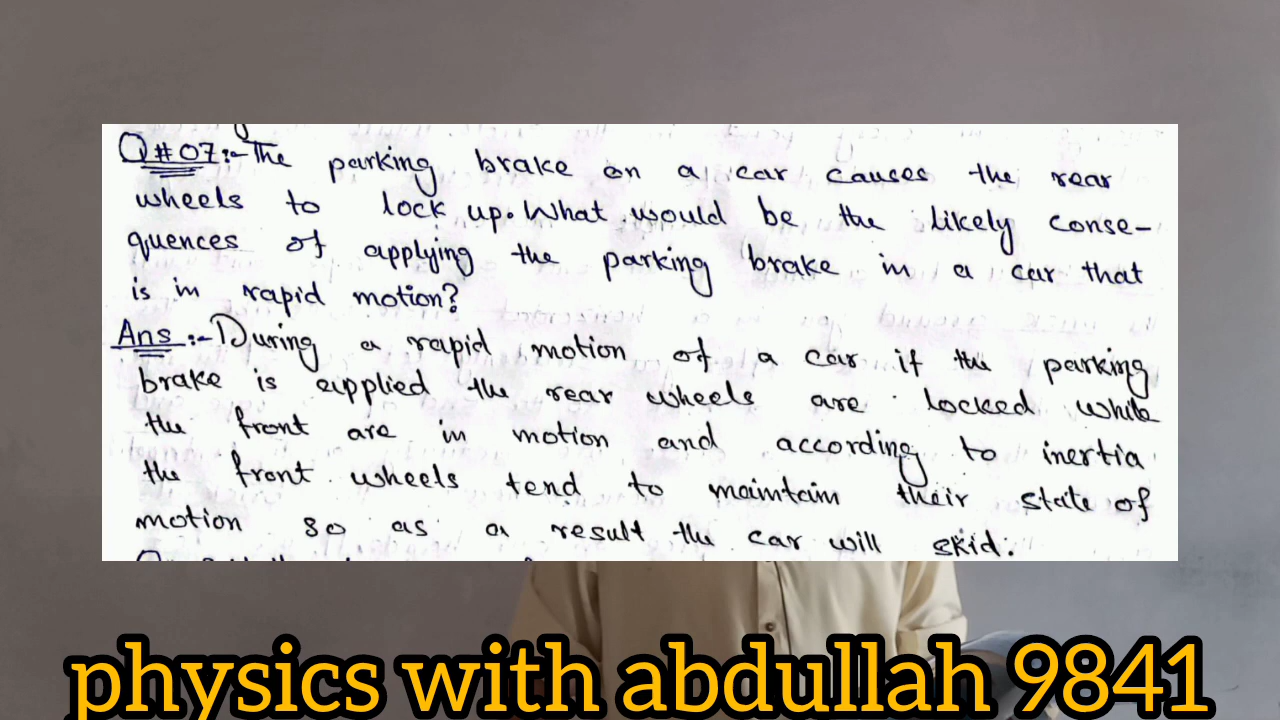 Q#07:- The parking brake on a car causes the rear
wheels to lock up. What would be the likely conse-
quences of applying the parking brake in a car that
is in rapid motion?
Ans:- During a rapid motion of a car if the parking
brake is applied the rear wheels are locked while
the front are in motion and according to inertia
the front wheels tend to maintain their state of
motion so as a result the car will skid.
physics with abdullah 9841